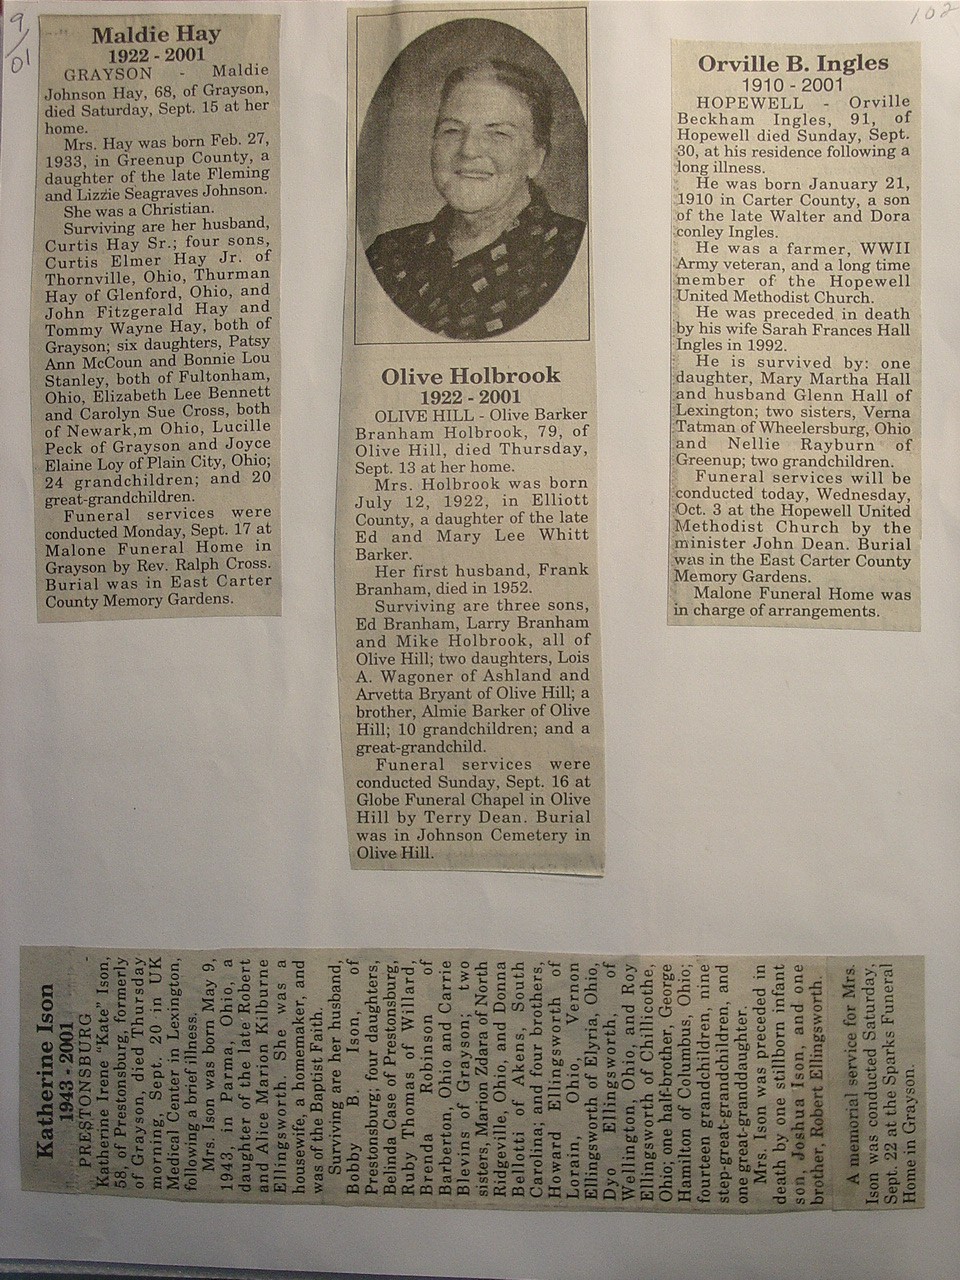 9/01
102
Maldie Hay
1922 - 2001
GRAYSON - Maldie
Johnson Hay, 68, of Grayson,
died Saturday, Sept. 15 at her
home.
Mrs. Hay was born Feb. 27,
1933, in Greenup County, a
daughter of the late Fleming
and Lizzie Seagraves Johnson.
She was a Christian.
Surviving are her husband,
Curtis Hay Sr.; four sons,
Curtis Elmer Hay Jr. of
Thornville, Ohio, Thurman
Hay of Glenford, Ohio, and
John Fitzgerald Hay and
Tommy Wayne Hay, both of
Grayson; six daughters, Patsy
Ann McCoun and Bonnie Lou
Stanley, both of Fultonham,
Ohio, Elizabeth Lee Bennett
and Carolyn Sue Cross, both
of Newark,m Ohio, Lucille
Peck of Grayson and Joyce
Elaine Loy of Plain City, Ohio;
24 grandchildren; and 20
great-grandchildren.
Funeral services were
conducted Monday, Sept. 17 at
Malone Funeral Home in
Grayson by Rev. Ralph Cross.
Burial was in East Carter
County Memory Gardens.
Olive Holbrook
1922 - 2001
OLIVE HILL - Olive Barker
Branham Holbrook, 79, of
Olive Hill, died Thursday,
Sept. 13 at her home.
Mrs. Holbrook was born
July 12, 1922, in Elliott
County, a daughter of the late
Ed and Mary Lee Whitt
Barker.
Her first husband, Frank
Branham, died in 1952.
Surviving are three sons,
Ed Branham, Larry Branham
and Mike Holbrook, all of
Olive Hill; two daughters, Lois
A. Wagoner of Ashland and
Arvetta Bryant of Olive Hill; a
brother, Almie Barker of Olive
Hill; 10 grandchildren; and a
great-grandchild.
Funeral services were
conducted Sunday, Sept. 16 at
Globe Funeral Chapel in Olive
Hill by Terry Dean. Burial
was in Johnson Cemetery in
Olive Hill.
Orville B. Ingles
1910 - 2001
HOPEWELL - Orville
Beckham Ingles, 91, of
Hopewell died Sunday, Sept.
30, at his residence following a
long illness.
He was born January 21,
1910 in Carter County, a son
of the late Walter and Dora
conley Ingles.
He was a farmer, WWII
Army veteran, and a long time
member of the Hopewell
United Methodist Church.
He was preceded in death
by his wife Sarah Frances Hall
Ingles in 1992.
He is survived by: one
daughter, Mary Martha Hall
and husband Glenn Hall of
Lexington; two sisters, Verna
Tatman of Wheelersburg, Ohio
and Nellie Rayburn of
Greenup; two grandchildren.
Funeral services will be
conducted today, Wednesday,
Oct. 3 at the Hopewell United
Methodist Church by the
minister John Dean. Burial
was in the East Carter County
Memory Gardens.
Malone Funeral Home was
in charge of arrangements.
Katherine Ison
1943 - 2001
PRESTONSBURG -
Katherine Irene "Kate" Ison,
58, of Prestonsburg, formerly
of Grayson, died Thursday
morning, Sept. 20 in UK
Medical Center in Lexington,
following a brief illness.
Mrs. Ison was born May 9,
1943, in Parma, Ohio, a
daughter of the late Robert
and Alice Marion Kilburne
Ellingsworth. She was a
housewife, a homemaker, and
was of the Baptist Faith.
Surviving are her husband,
Bobby B. Ison, of
Prestonsburg, four daughters,
Belinda Case of Prestonsburg,
Ruby Thomas of Willard,
Brenda Robinson of
Barberton, Ohio and Carrie
Blevins of Grayson; two
sisters, Marion Zdara of North
Ridgeville, Ohio, and Donna
Bellotti of Akens, South
Carolina; and four brothers,
Howard Ellingsworth of
Lorain, Ohio, Vernon
Ellingsworth of Elyria, Ohio,
Dyo Ellingsworth, of
Wellington, Ohio, and Roy
Ellingsworth of Chillicothe,
Ohio; one half-brother, George
Hamilton of Columbus, Ohio;
fourteen grandchildren, nine
step-great-grandchildren, and
one great-granddaughter.
Mrs. Ison was preceded in
death by one stillborn infant
son, Joshua Ison, and one
brother, Robert Ellingsworth.
A memorial service for Mrs.
Ison was conducted Saturday,
Sept. 22 at the Sparks Funeral
Home in Grayson.